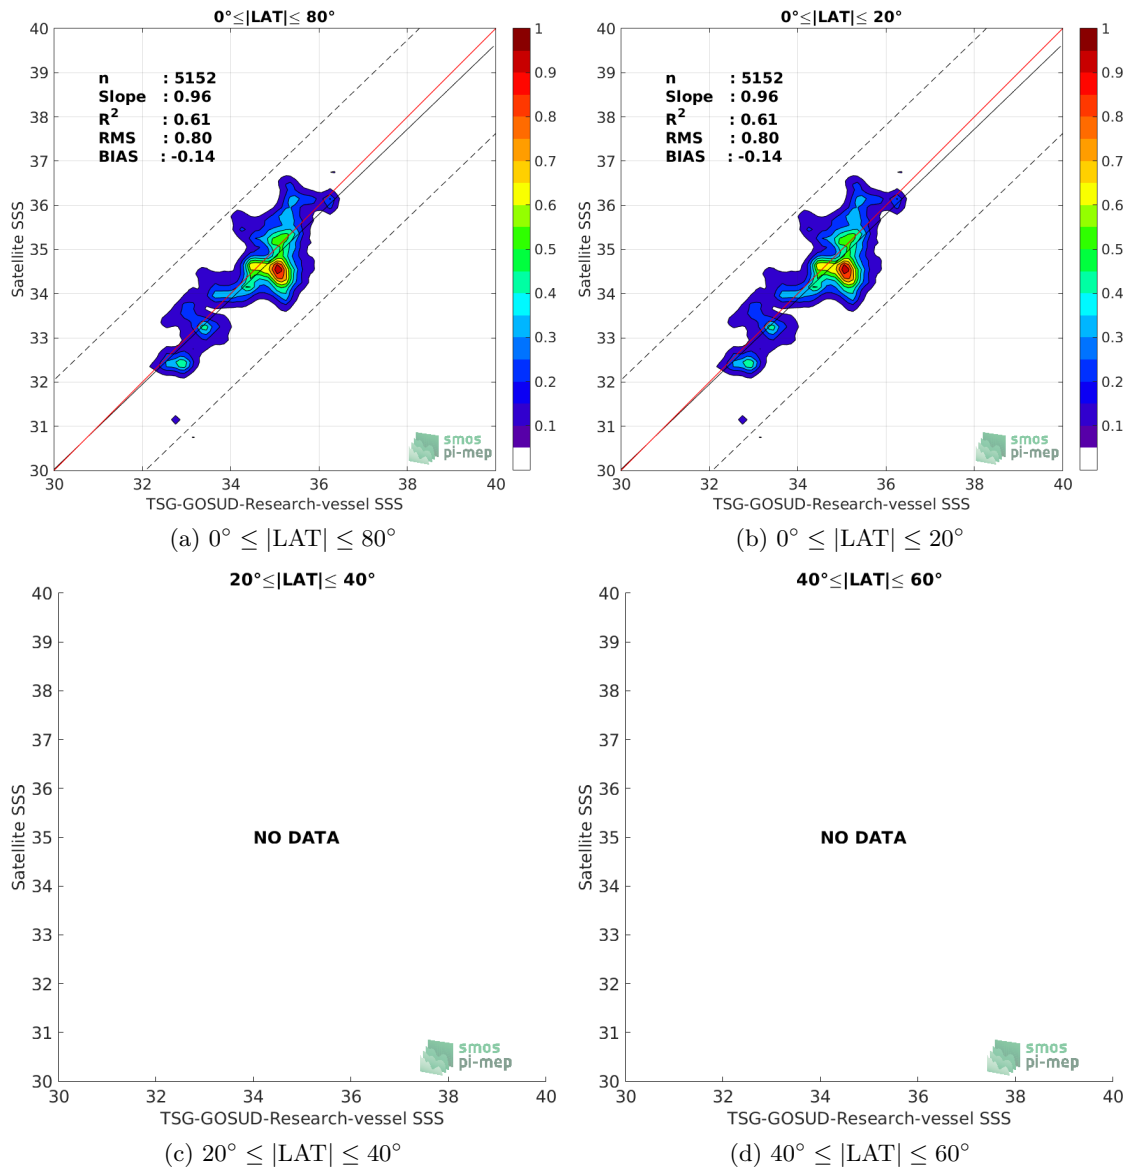 0°≤|LAT|≤ 80°
40
39
38
37
36
35
34
33
32
31
30
n : 5152
Slope : 0.96
R2 : 0.61
RMS : 0.80
BIAS : -0.14
Satellite SSS
1
0.9
0.8
0.7
0.6
0.5
0.4
0.3
0.2
0.1
smos
pi-mep
30 32 34 36 38 40
TSG-GOSUD-Research-vessel SSS
(a) 0° ≤ |LAT| ≤ 80°
0°≤|LAT|≤ 20°
40
39
38
37
36
35
34
33
32
31
30
n : 5152
Slope : 0.96
R2 : 0.61
RMS : 0.80
BIAS : -0.14
Satellite SSS
1
0.9
0.8
0.7
0.6
0.5
0.4
0.3
0.2
0.1
smos
pi-mep
30 32 34 36 38 40
TSG-GOSUD-Research-vessel SSS
(b) 0° ≤ |LAT| ≤ 20°
20°≤|LAT|≤ 40°
40
39
38
37
36
35
34
33
32
31
30
Satellite SSS
NO DATA
smos
pi-mep
30 32 34 36 38 40
TSG-GOSUD-Research-vessel SSS
(c) 20° ≤ |LAT| ≤ 40°
40°≤|LAT|≤ 60°
40
39
38
37
36
35
34
33
32
31
30
Satellite SSS
NO DATA
smos
pi-mep
30 32 34 36 38 40
TSG-GOSUD-Research-vessel SSS
(d) 40° ≤ |LAT| ≤ 60°